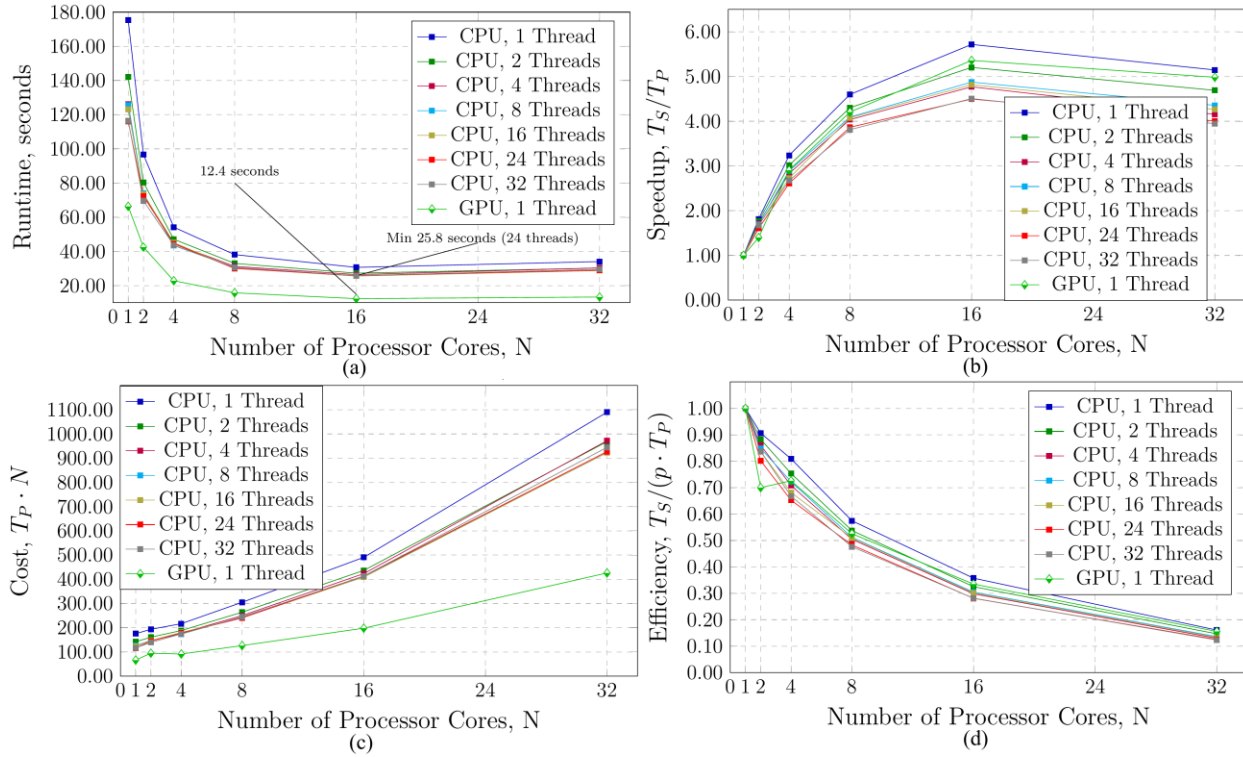 180.00
160.00
140.00
120.00
100.00
80.00
60.00
40.00
20.00
0 1 2 4 8 16 24 32
Runtime, seconds
Number of Processor Cores, N
CPU, 1 Thread
CPU, 2 Threads
CPU, 4 Threads
CPU, 8 Threads
CPU, 16 Threads
CPU, 24 Threads
CPU, 32 Threads
GPU, 1 Thread
12.4 seconds
Min 25.8 seconds (24 threads)
(a)
6.00
5.00
4.00
3.00
2.00
1.00
0.00
0 1 2 4 8 16 24 32
Speedup, T_S/T_P
Number of Processor Cores, N
CPU, 1 Thread
CPU, 2 Threads
CPU, 4 Threads
CPU, 8 Threads
CPU, 16 Threads
CPU, 24 Threads
CPU, 32 Threads
GPU, 1 Thread
(b)
1100.00
1000.00
900.00
800.00
700.00
600.00
500.00
400.00
300.00
200.00
100.00
0.00
0 1 2 4 8 16 24 32
Cost, T_P · N
Number of Processor Cores, N
CPU, 1 Thread
CPU, 2 Threads
CPU, 4 Threads
CPU, 8 Threads
CPU, 16 Threads
CPU, 24 Threads
CPU, 32 Threads
GPU, 1 Thread
(c)
1.00
0.90
0.80
0.70
0.60
0.50
0.40
0.30
0.20
0.10
0.00
0 1 2 4 8 16 24 32
Efficiency, T_S/(p · T_P)
Number of Processor Cores, N
CPU, 1 Thread
CPU, 2 Threads
CPU, 4 Threads
CPU, 8 Threads
CPU, 16 Threads
CPU, 24 Threads
CPU, 32 Threads
GPU, 1 Thread
(d)